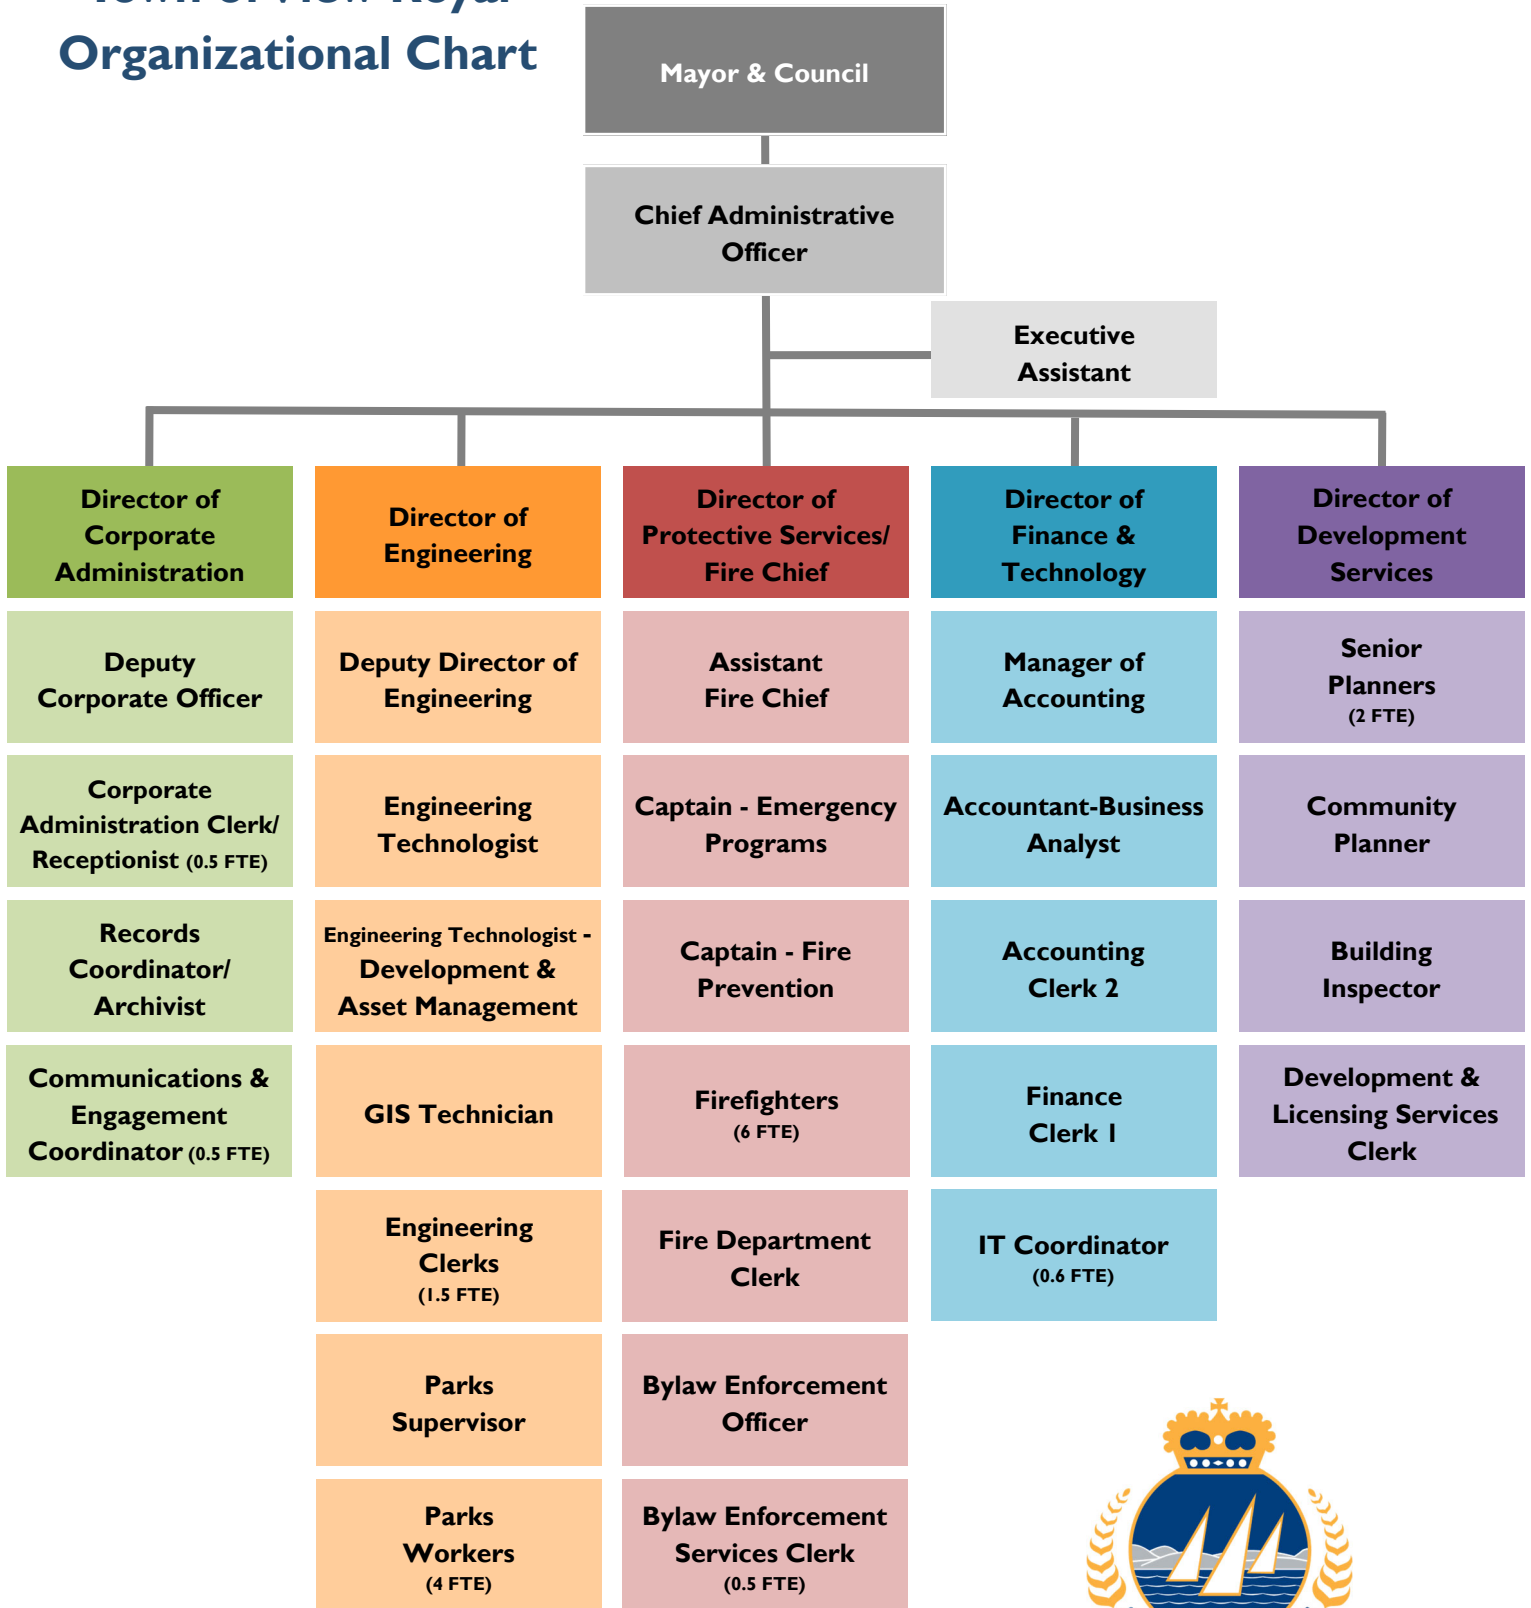 Town of View Royal
Organizational Chart
Mayor & Council
Chief Administrative
Officer
Executive
Assistant
Director of
Corporate
Administration
Deputy
Corporate Officer
Corporate
Administration Clerk/
Receptionist (0.5 FTE)
Records
Coordinator/
Archivist
Communications &
Engagement
Coordinator (0.5 FTE)
Director of
Engineering
Deputy Director of
Engineering
Engineering
Technologist
Engineering Technologist -
Development &
Asset Management
GIS Technician
Engineering
Clerks
(1.5 FTE)
Parks
Supervisor
Parks
Workers
(4 FTE)
Director of
Protective Services/
Fire Chief
Assistant
Fire Chief
Captain - Emergency
Programs
Captain - Fire
Prevention
Firefighters
(6 FTE)
Fire Department
Clerk
Bylaw Enforcement
Officer
Bylaw Enforcement
Services Clerk
(0.5 FTE)
Director of
Finance &
Technology
Manager of
Accounting
Accountant-Business
Analyst
Accounting
Clerk 2
Finance
Clerk 1
IT Coordinator
(0.6 FTE)
Director of
Development
Services
Senior
Planners
(2 FTE)
Community
Planner
Building
Inspector
Development &
Licensing Services
Clerk